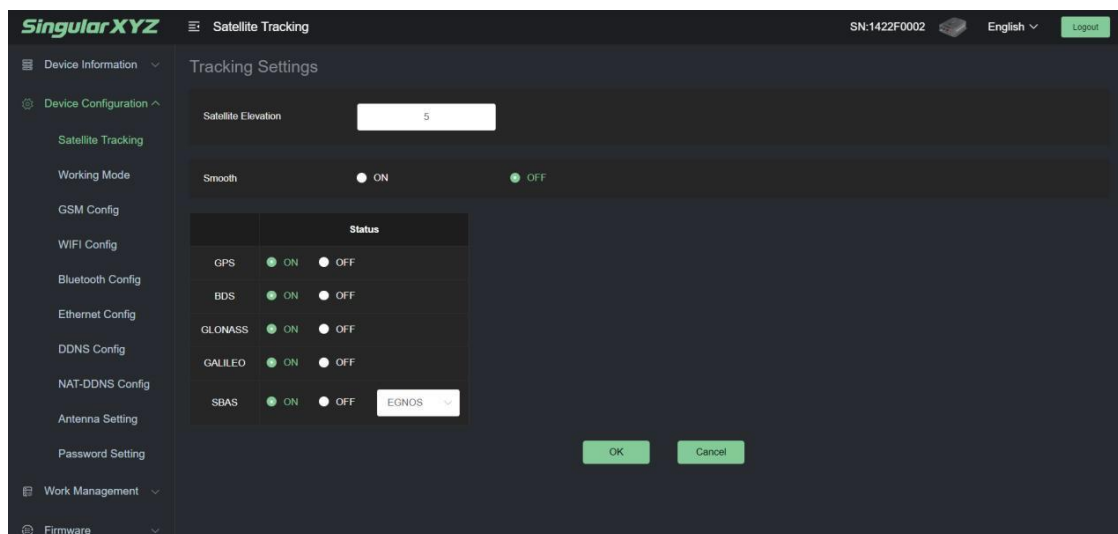 SingularXYZ
Satellite Tracking
SN:1422F0002
English
Logout
Device Information
Device Configuration
Satellite Tracking
Working Mode
GSM Config
WIFI Config
Bluetooth Config
Ethernet Config
DDNS Config
NAT-DDNS Config
Antenna Setting
Password Setting
Work Management
Firmware
Tracking Settings
Satellite Elevation 5
Smooth ON OFF
Status
GPS ON OFF
BDS ON OFF
GLONASS ON OFF
GALILEO ON OFF
SBAS ON OFF EGNOS
OK Cancel